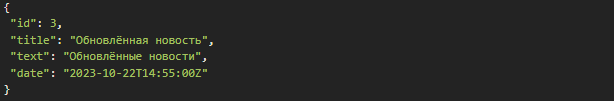 {
"id": 3,
"title": "Обновлённая новость",
"text": "Обновлённые новости",
"date": "2023-10-22T14:55:00Z"
}